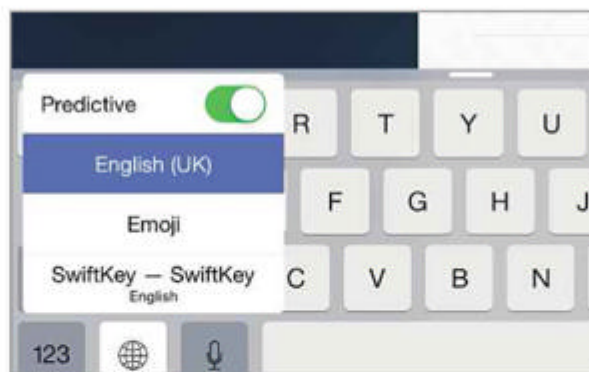 Predictive
R T Y U
English (UK)
F G H J
Emoji
SwiftKey — SwiftKey
English
C V B N
123